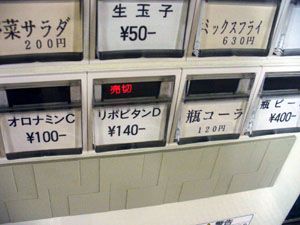 菜サラダ
200円
生玉子
¥50-
ミックスフライ
630円
売切
オロナミンC
¥100-
リポビタンD
¥140-
瓶コーラ
120円
瓶ビー
¥400-
警告